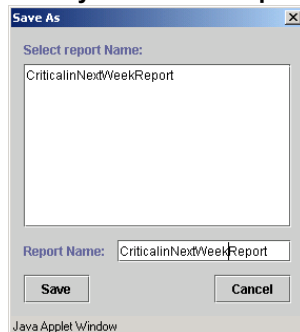 Save As
Select report Name:
CriticalinNextWeekReport
Report Name: CriticalinNextWeekReport
Save Cancel
Java Applet Window